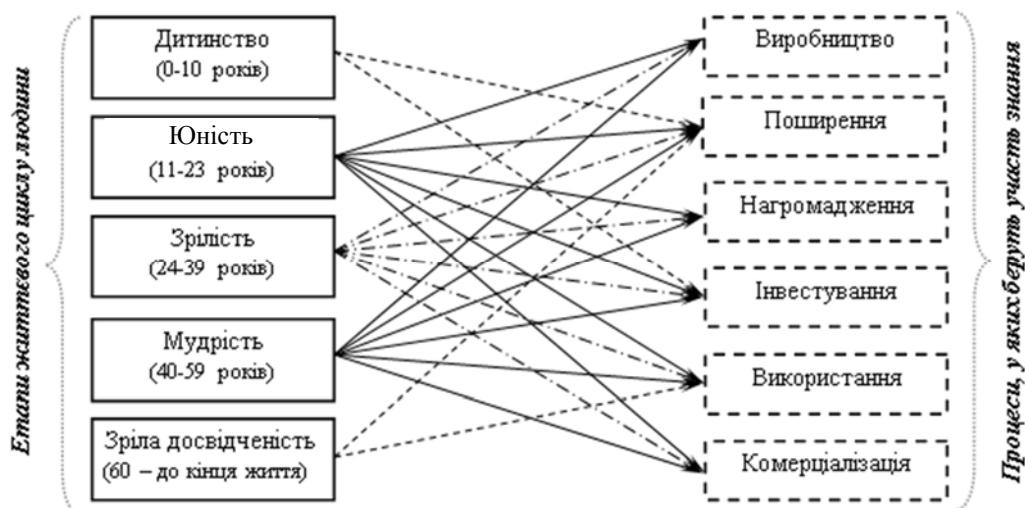 Етапи життєвого циклу людини
Дитинство
(0-10 років)
Юність
(11-23 років)
Зрілість
(24-39 років)
Мудрість
(40-59 років)
Зріла досвідченість
(60 – до кінця життя)
Виробництво
Поширення
Нагромадження
Інвестування
Використання
Комерціалізація
Процеси, у яких беруть участь знання